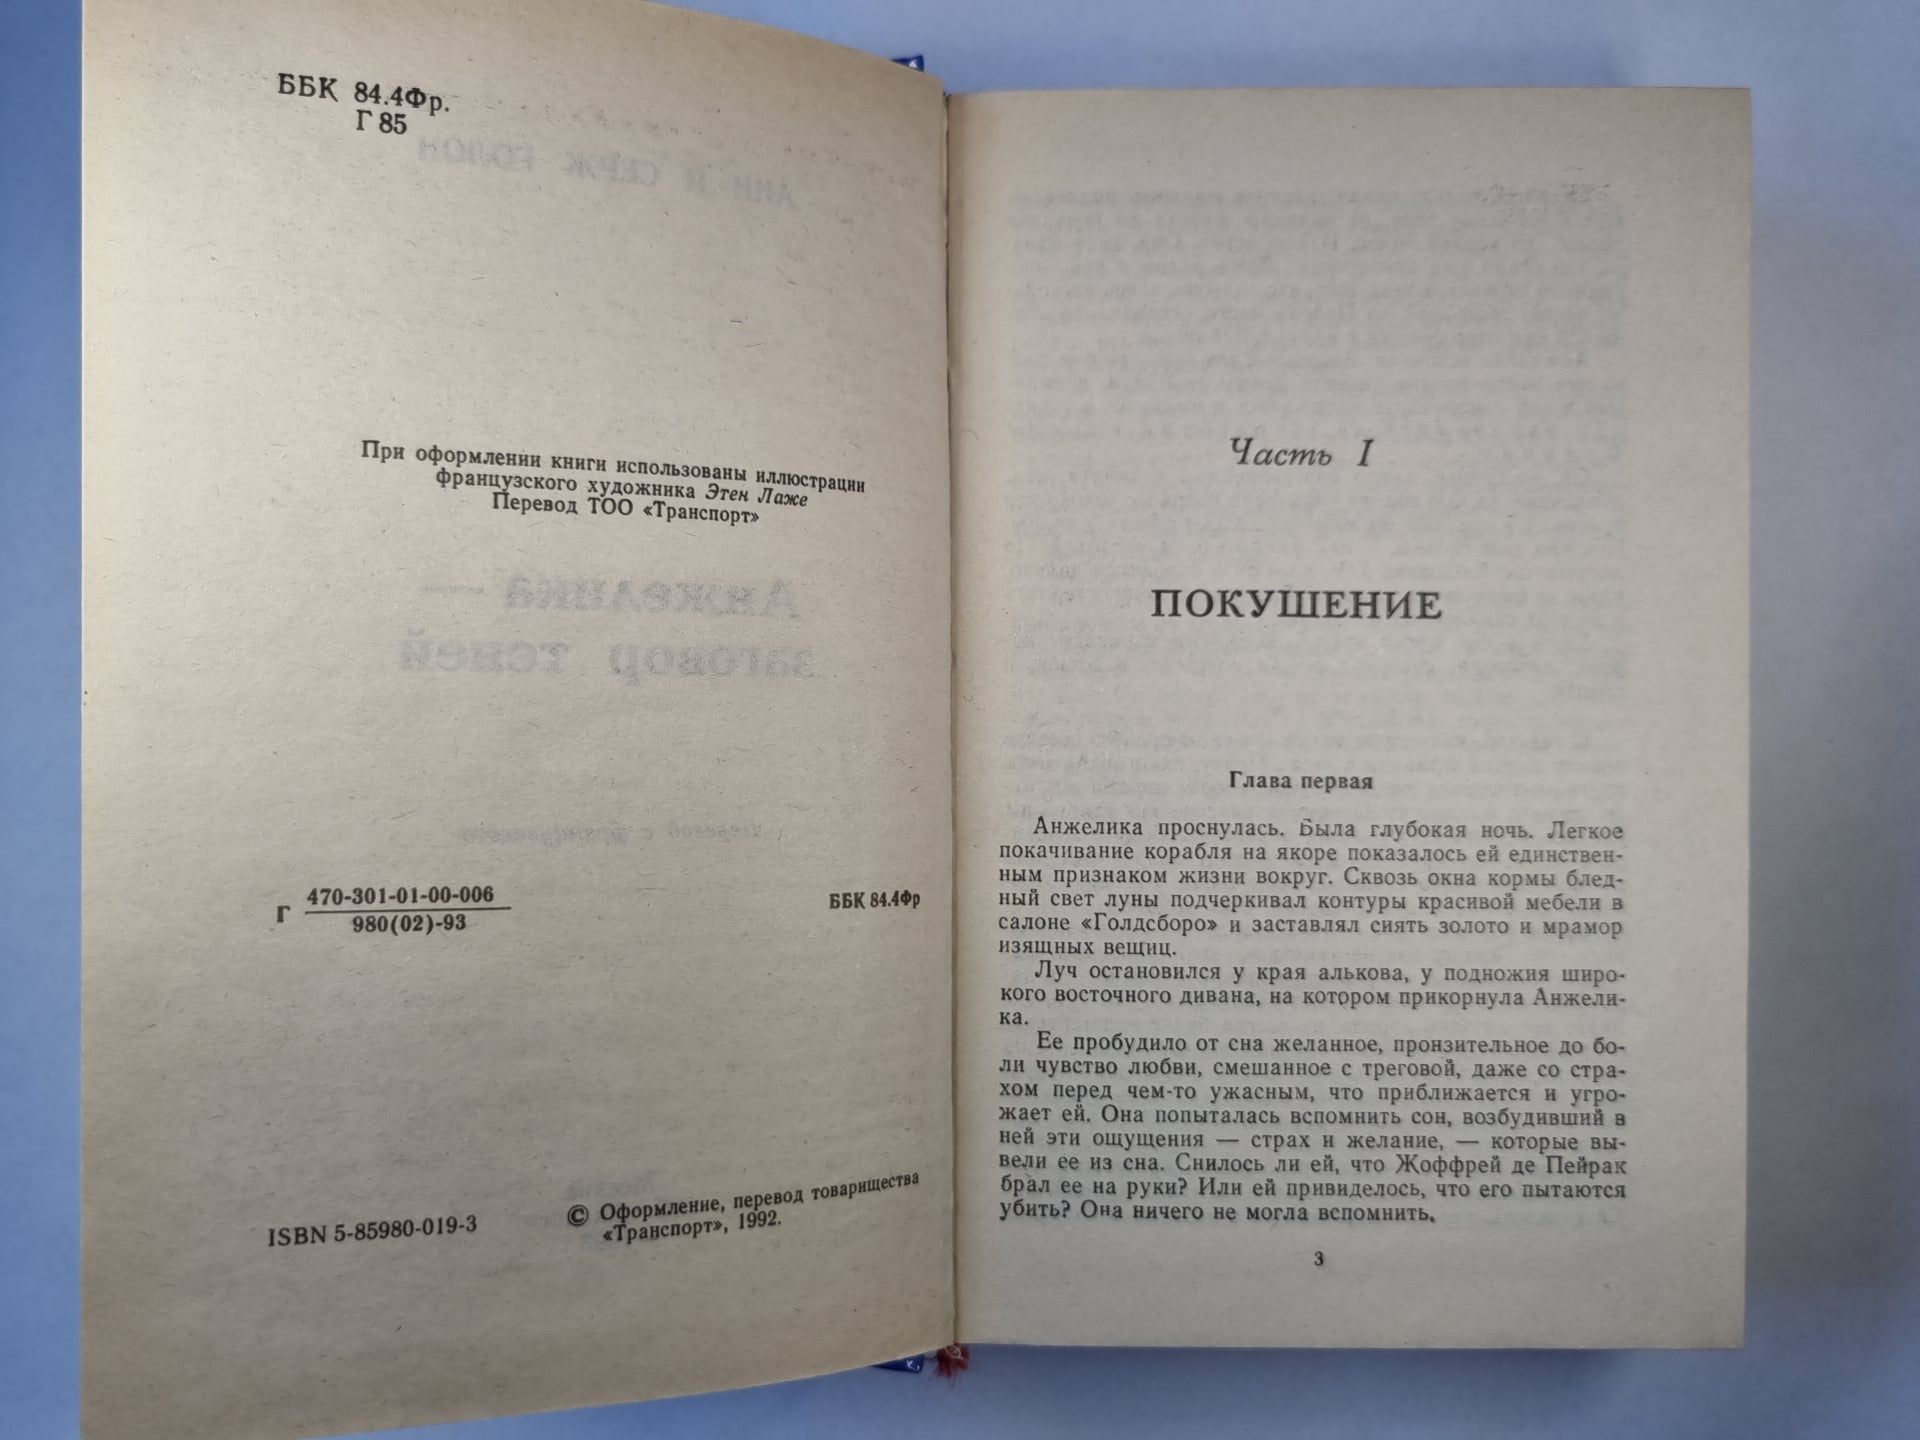 ББК 84.4Фр.
Г 85
При оформлении книги использованы иллюстрации
французского художника Этен Лаже
Перевод ТОО «Транспорт»
Г 470-301-01-00-006
980(02)-93
ББК 84.4Фр
ISBN 5-85980-019-3
© Оформление, перевод товарищества
«Транспорт», 1992.
Часть I
ПОКУШЕНИЕ
Глава первая
Анжелика проснулась. Была глубокая ночь. Легкое
покачивание корабля на якоре показалось ей единствен-
ным признаком жизни вокруг. Сквозь окна кормы блед-
ный свет луны подчеркивал контуры красивой мебели в
салоне «Голдсборо» и заставлял сиять золото и мрамор
изящных вещиц.
Луч остановился у края алькова, у подножия широ-
кого восточного дивана, на котором прикорнула Анжели-
ка.
Ее пробудило от сна желанное, пронзительное до бо-
ли чувство любви, смешанное с треговой, даже со стра-
хом перед чем-то ужасным, что приближается и угро-
жает ей. Она попыталась вспомнить сон, возбудивший в
ней эти ощущения — страх и желание, — которые вы-
вели ее из сна. Снилось ли ей, что Жоффрей де Пейрак
брал ее на руки? Или ей привиделось, что его пытаются
убить? Она ничего не могла вспомнить.
3